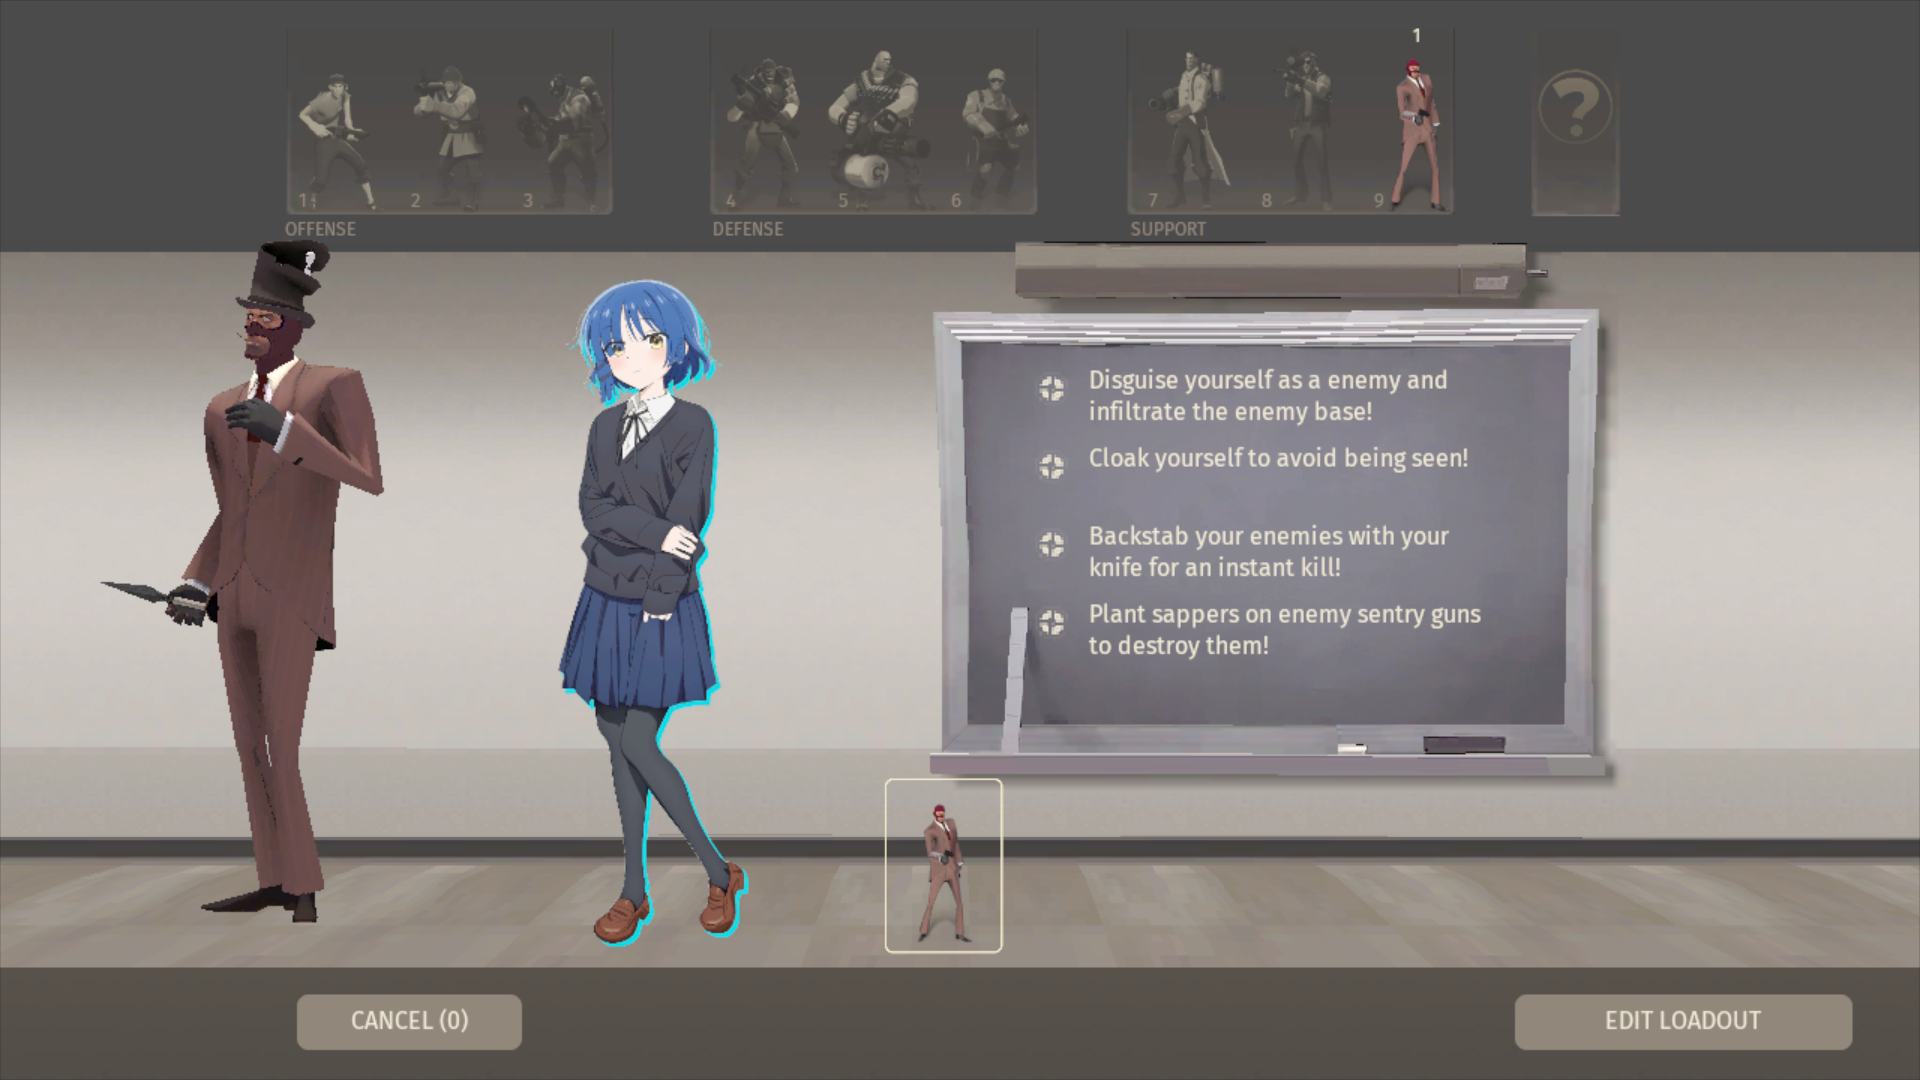 1
1 2 3
4 5 6
7 8 9
?
OFFENSE
DEFENSE
SUPPORT
Disguise yourself as a enemy and
infiltrate the enemy base!
Cloak yourself to avoid being seen!
Backstab your enemies with your
knife for an instant kill!
Plant sappers on enemy sentry guns
to destroy them!
CANCEL (0)
EDIT LOADOUT